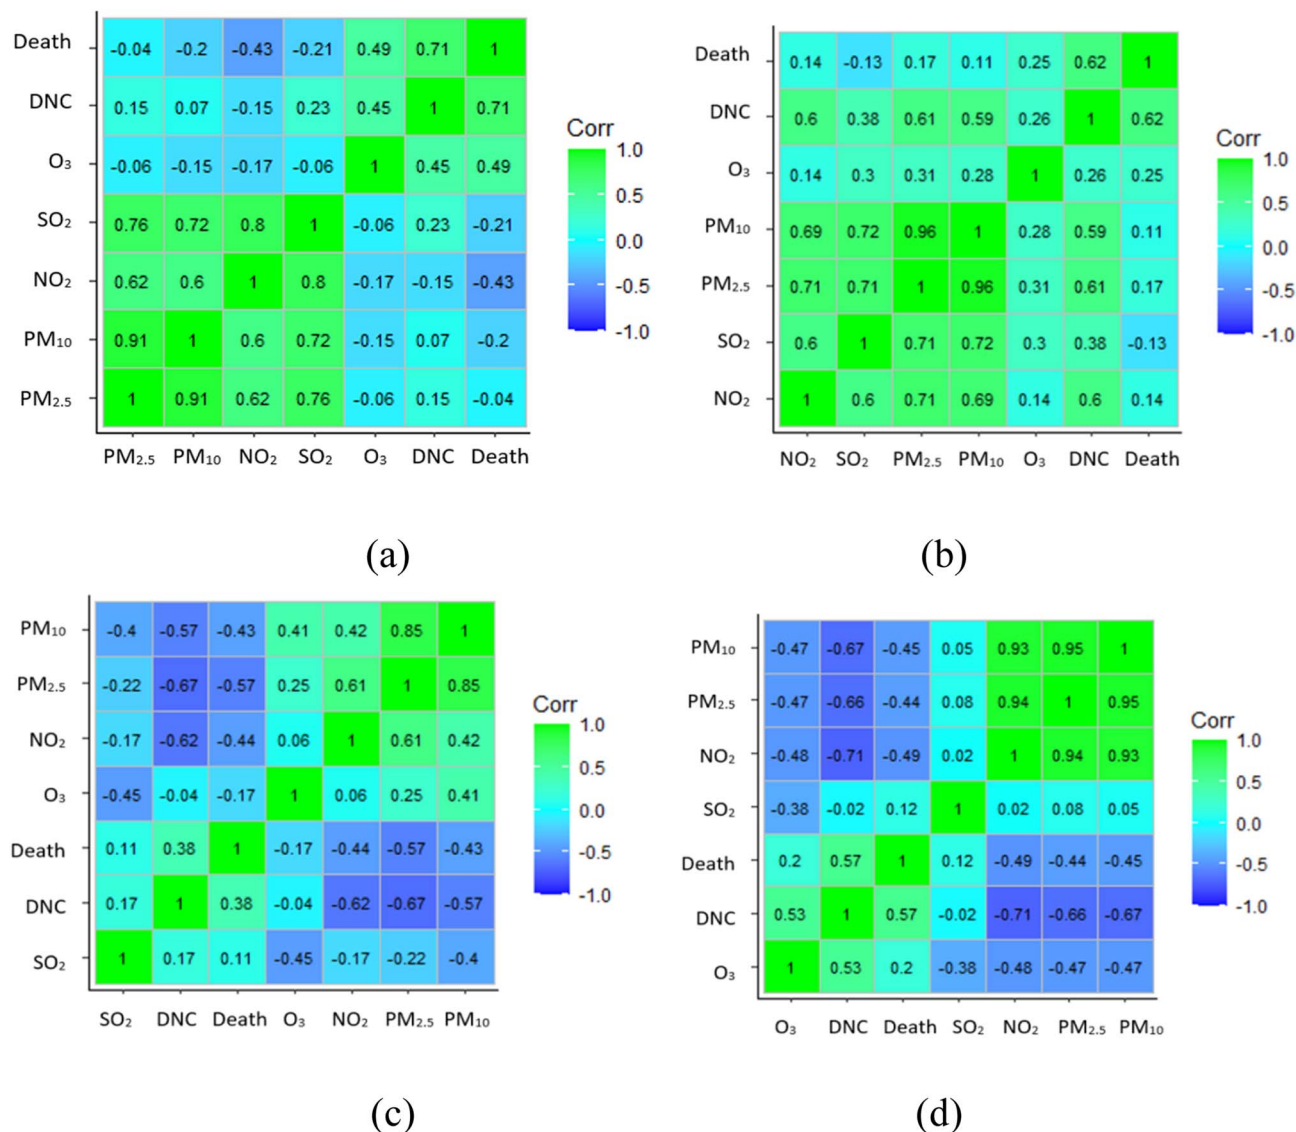 Death -0.04 -0.2 -0.43 -0.21 0.49 0.71 1
DNC 0.15 0.07 -0.15 0.23 0.45 1 0.71
O₃ -0.06 -0.15 -0.17 -0.06 1 0.45 0.49
SO₂ 0.76 0.72 0.8 1 -0.06 0.23 -0.21
NO₂ 0.62 0.6 1 0.8 -0.17 -0.15 -0.43
PM₁₀ 0.91 1 0.6 0.72 -0.15 0.07 -0.2
PM₂.₅ 1 0.91 0.62 0.76 -0.06 0.15 -0.04
PM₂.₅ PM₁₀ NO₂ SO₂ O₃ DNC Death
Corr
1.0
0.5
0.0
-0.5
-1.0
(a)
Death 0.14 -0.13 0.17 0.11 0.25 0.62 1
DNC 0.6 0.38 0.61 0.59 0.26 1 0.62
O₃ 0.14 0.3 0.31 0.28 1 0.26 0.25
PM₁₀ 0.69 0.72 0.96 1 0.28 0.59 0.11
PM₂.₅ 0.71 0.71 1 0.96 0.31 0.61 0.17
SO₂ 0.6 1 0.71 0.72 0.3 0.38 -0.13
NO₂ 1 0.6 0.71 0.69 0.14 0.6 0.14
NO₂ SO₂ PM₂.₅ PM₁₀ O₃ DNC Death
Corr
1.0
0.5
0.0
-0.5
-1.0
(b)
PM₁₀ -0.4 -0.57 -0.43 0.41 0.42 0.85 1
PM₂.₅ -0.22 -0.67 -0.57 0.25 0.61 1 0.85
NO₂ -0.17 -0.62 -0.44 0.06 1 0.61 0.42
O₃ -0.45 -0.04 -0.17 1 0.06 0.25 0.41
Death 0.11 0.38 1 -0.17 -0.44 -0.57 -0.43
DNC 0.17 1 0.38 -0.04 -0.62 -0.67 -0.57
SO₂ 1 0.17 0.11 -0.45 -0.17 -0.22 -0.4
SO₂ DNC Death O₃ NO₂ PM₂.₅ PM₁₀
Corr
1.0
0.5
0.0
-0.5
-1.0
(c)
PM₁₀ -0.47 -0.67 -0.45 0.05 0.93 0.95 1
PM₂.₅ -0.47 -0.66 -0.44 0.08 0.94 1 0.95
NO₂ -0.48 -0.71 -0.49 0.02 1 0.94 0.93
SO₂ -0.38 -0.02 0.12 1 0.02 0.08 0.05
Death 0.2 0.57 1 0.12 -0.49 -0.44 -0.45
DNC 0.53 1 0.57 -0.02 -0.71 -0.66 -0.67
O₃ 1 0.53 0.2 -0.38 -0.48 -0.47 -0.47
O₃ DNC Death SO₂ NO₂ PM₂.₅ PM₁₀
Corr
1.0
0.5
0.0
-0.5
-1.0
(d)